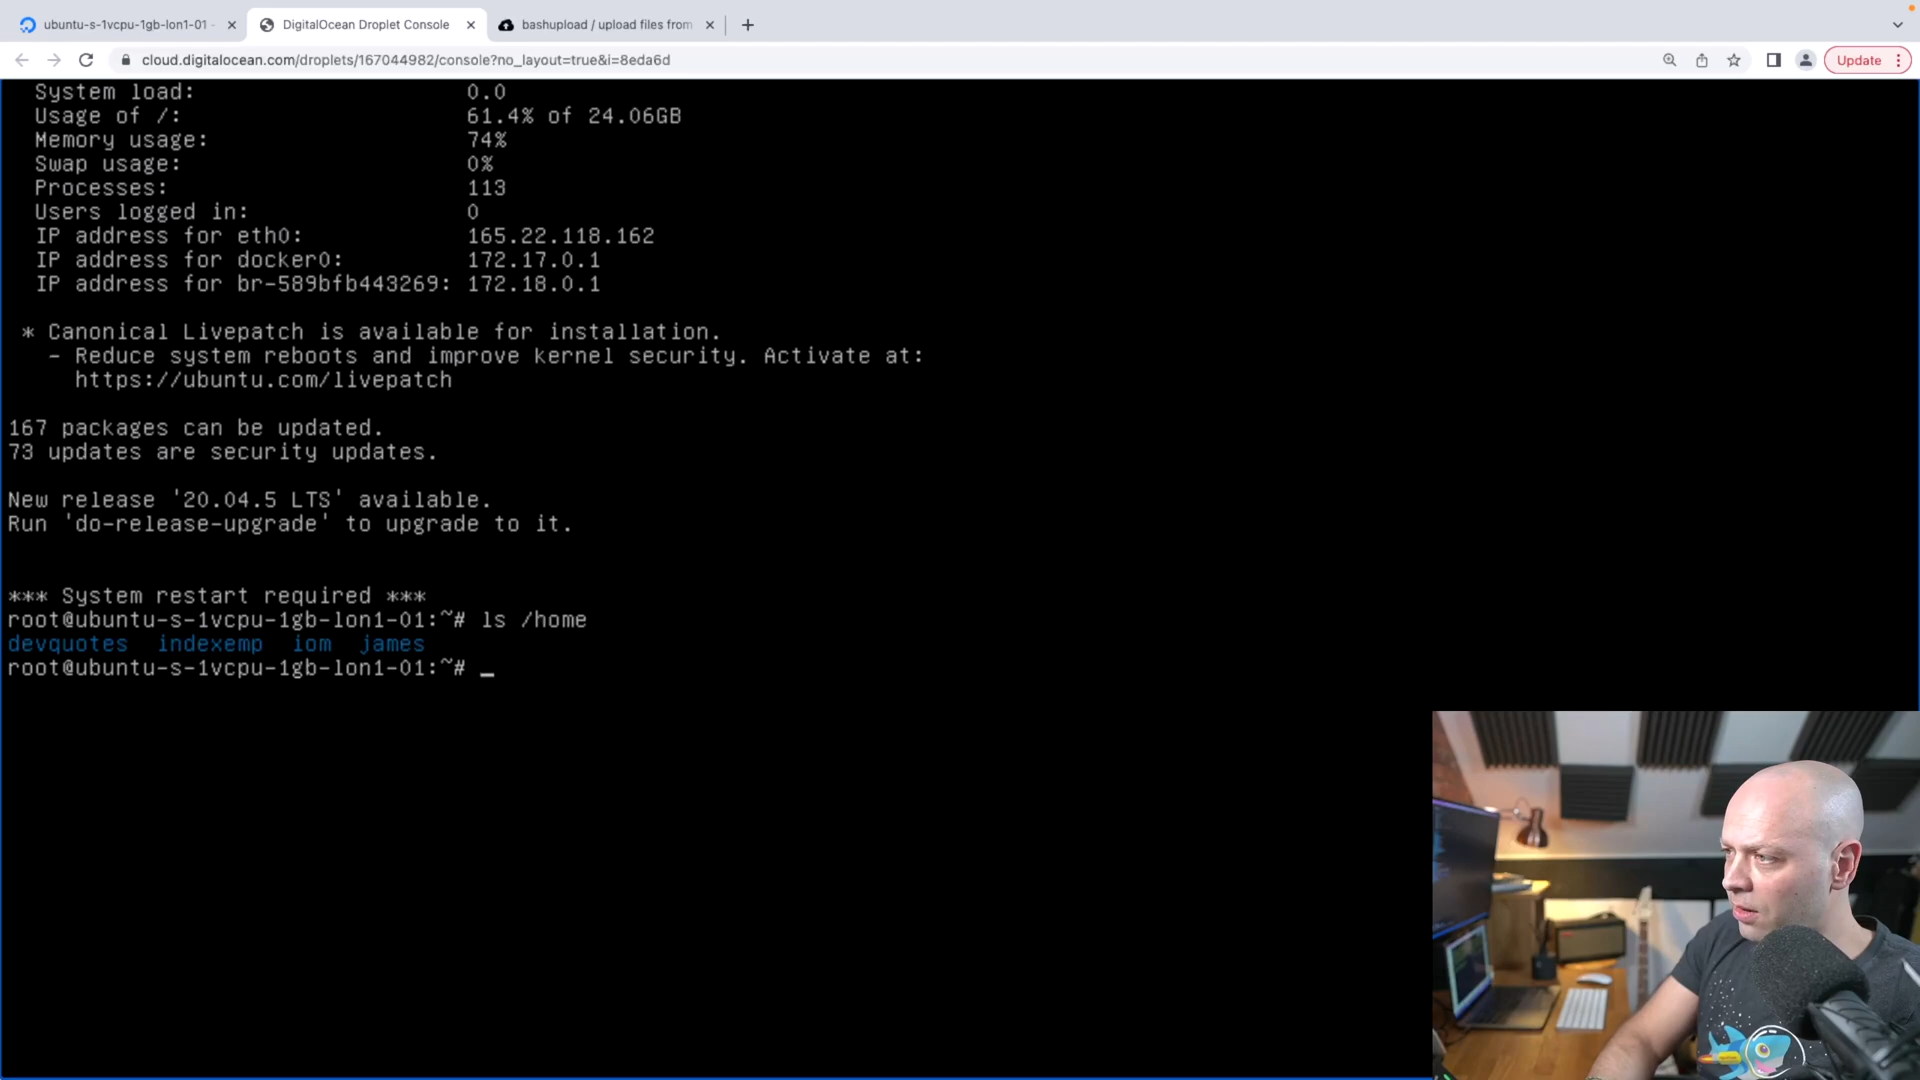 ubuntu-s-1vcpu-1gb-lon1-01 -
DigitalOcean Droplet Console
bashupload / upload files from
cloud.digitalocean.com/droplets/167044982/console?no_layout=true&i=8eda6d
Update
System load: 0.0
Usage of /: 61.4% of 24.06GB
Memory usage: 74%
Swap usage: 0%
Processes: 113
Users logged in: 0
IP address for eth0: 165.22.118.162
IP address for docker0: 172.17.0.1
IP address for br-589bfb443269: 172.18.0.1
* Canonical Livepatch is available for installation.
- Reduce system reboots and improve kernel security. Activate at:
https://ubuntu.com/livepatch
167 packages can be updated.
73 updates are security updates.
New release '20.04.5 LTS' available.
Run 'do-release-upgrade' to upgrade to it.
*** System restart required ***
root@ubuntu-s-1vcpu-1gb-lon1-01:~# ls /home
devquotes indexemp iom james
root@ubuntu-s-1vcpu-1gb-lon1-01:~# _